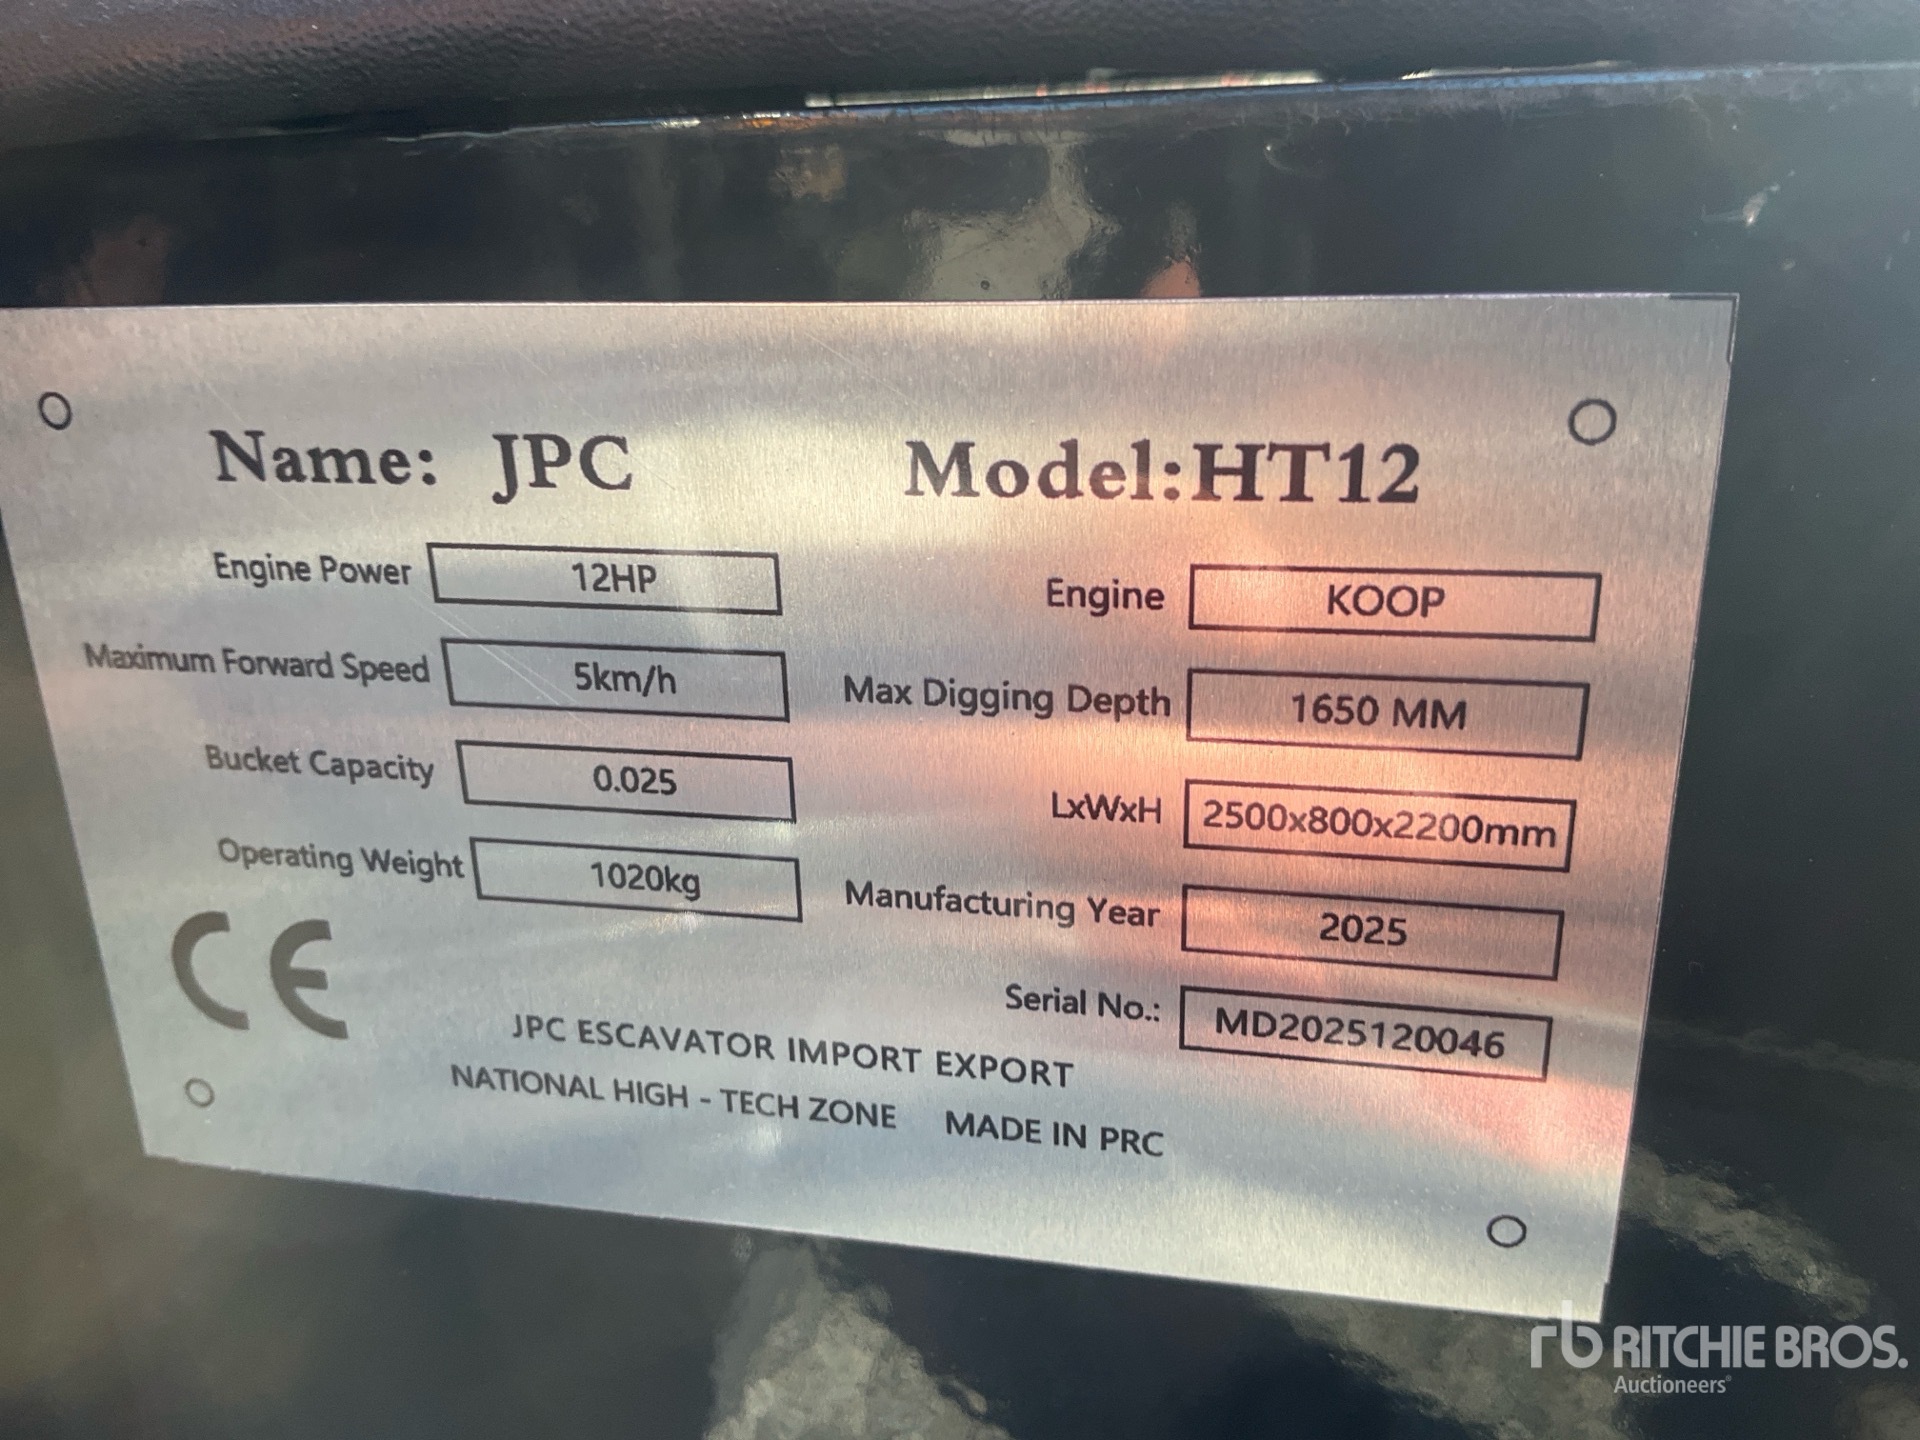 Name: JPC Model:HT12
Engine Power 12HP
Engine KOOP
Maximum Forward Speed 5km/h
Max Digging Depth 1650 MM
Bucket Capacity 0.025
LxWxH 2500x800x2200mm
Operating Weight 1020kg
Manufacturing Year 2025
Serial No.: MD2025120046
CE
JPC ESCAVATOR IMPORT EXPORT
NATIONAL HIGH - TECH ZONE MADE IN PRC
rb RITCHIE BROS.
Auctioneers®